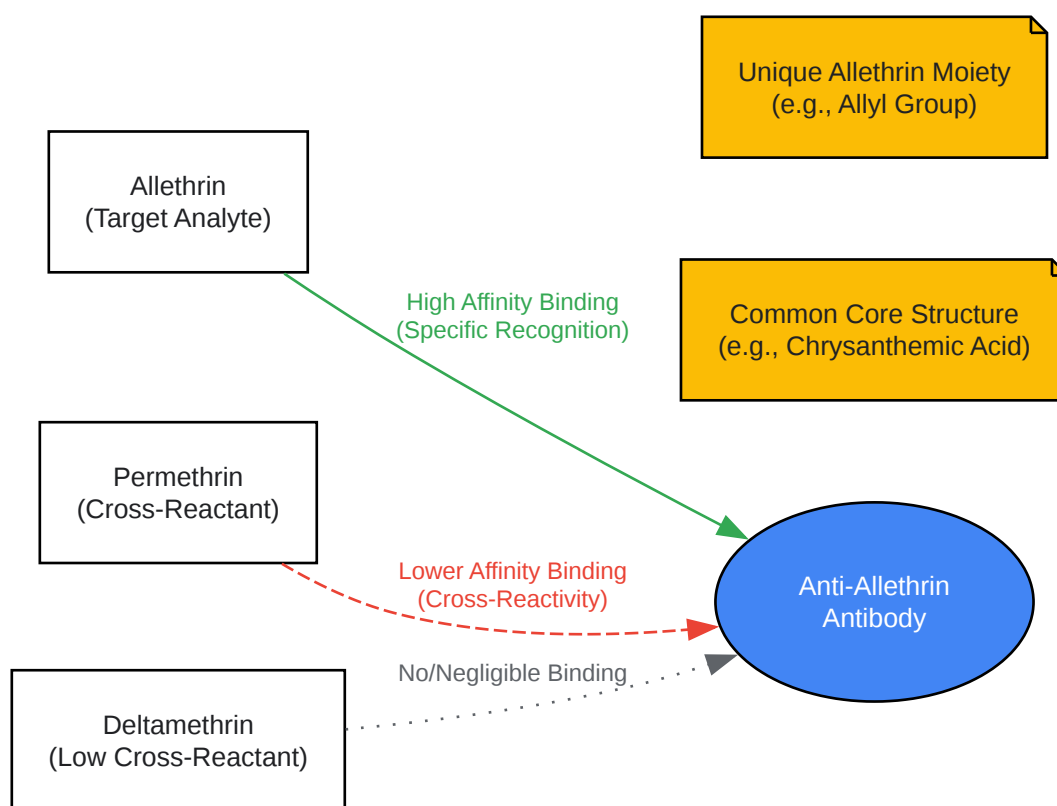 Unique Allethrin Moiety
(e.g., Allyl Group)
Allethrin
(Target Analyte)
High Affinity Binding
(Specific Recognition)
Common Core Structure
(e.g., Chrysanthemic Acid)
Permethrin
(Cross-Reactant)
Lower Affinity Binding
(Cross-Reactivity)
Anti-Allethrin
Antibody
No/Negligible Binding
Deltamethrin
(Low Cross-Reactant)